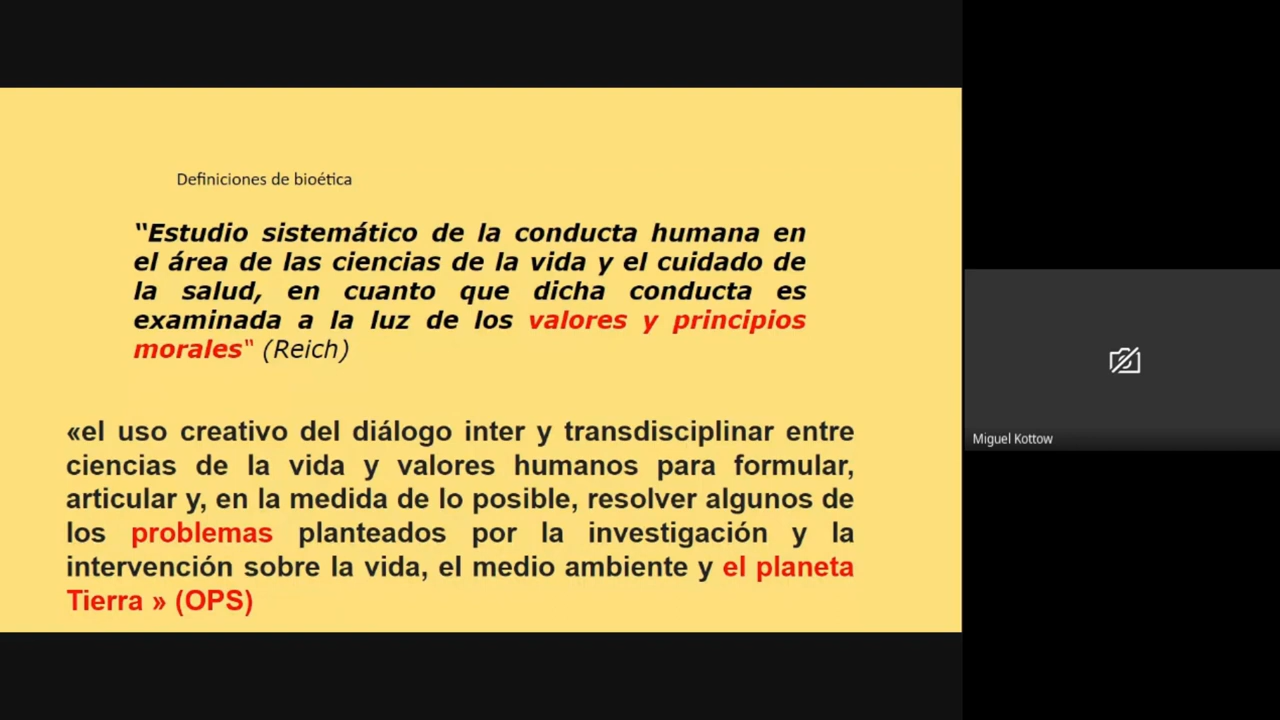 Definiciones de bioética
“Estudio sistemático de la conducta humana en
el área de las ciencias de la vida y el cuidado de
la salud, en cuanto que dicha conducta es
examinada a la luz de los valores y principios
morales" (Reich)
«el uso creativo del diálogo inter y transdisciplinar entre
ciencias de la vida y valores humanos para formular,
articular y, en la medida de lo posible, resolver algunos de
los problemas planteados por la investigación y la
intervención sobre la vida, el medio ambiente y el planeta
Tierra » (OPS)
Miguel Kottow